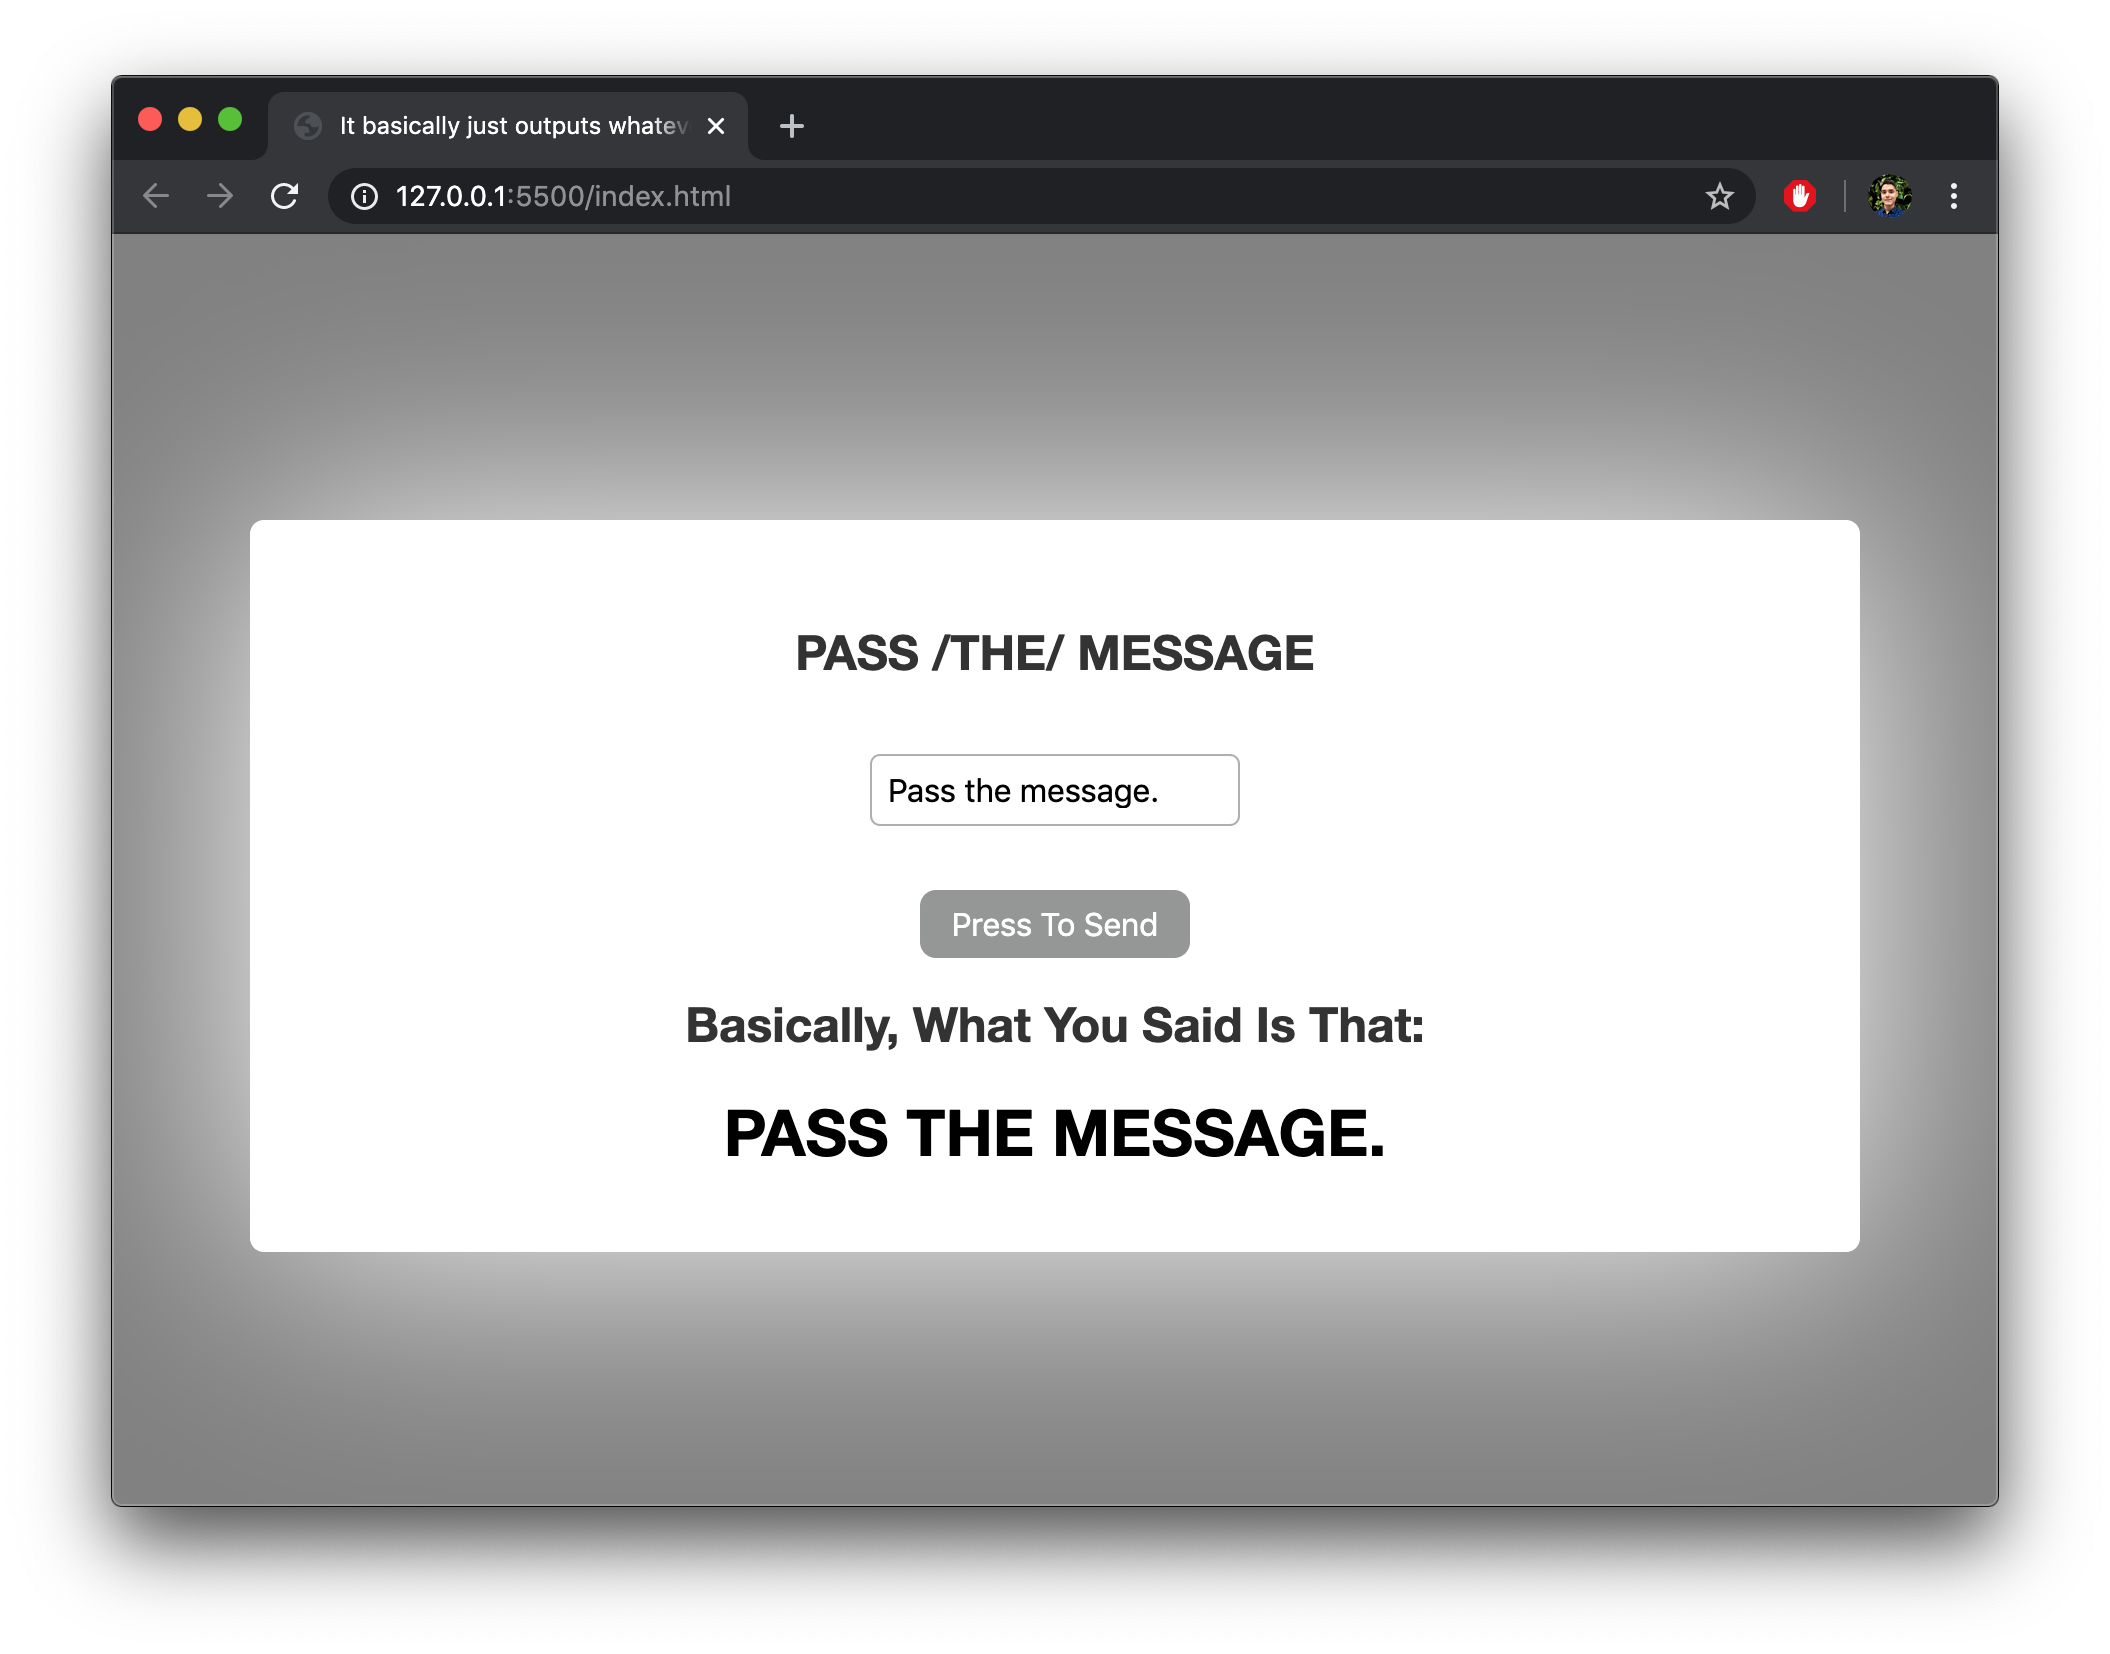 It basically just outputs whatev
127.0.0.1:5500/index.html
PASS /THE/ MESSAGE
Pass the message.
Press To Send
Basically, What You Said Is That:
PASS THE MESSAGE.